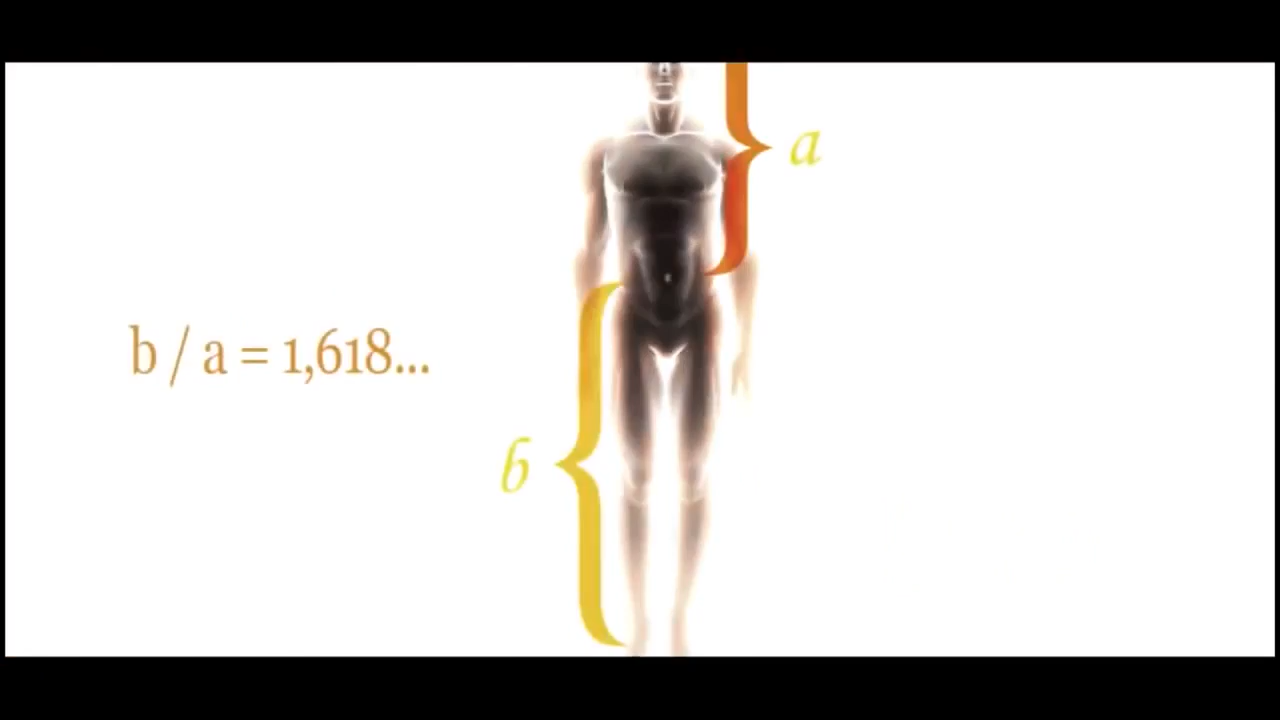 a
b / a = 1,618...
b